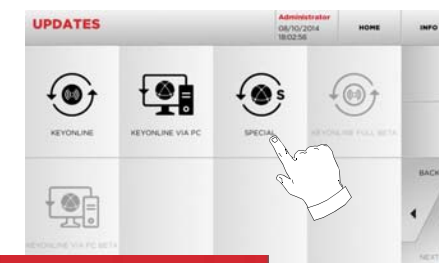 UPDATES
Administrator
08/10/2014
18:02:56
HOME
INFO
KEYONLINE
KEYONLINE VIA PC
S
SPECIAL
KEYONLINE FULL BETA
BACK
KEYONLINE VIA PC BETA
NEXT